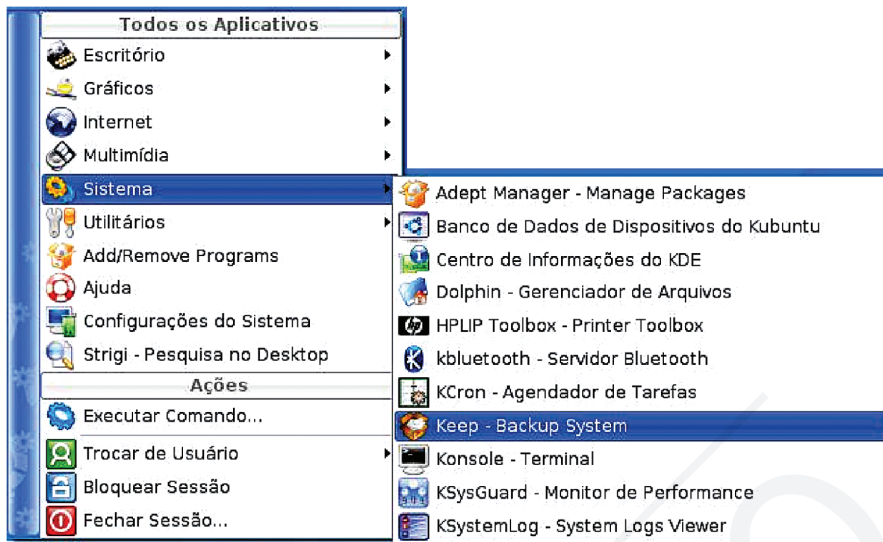 Todos os Aplicativos
Escritório
Gráficos
Internet
Multimídia
Sistema
Utilitários
Add/Remove Programs
Ajuda
Configurações do Sistema
Strigi - Pesquisa no Desktop
Ações
Executar Comando...
Trocar de Usuário
Bloquear Sessão
Fechar Sessão...
Adept Manager - Manage Packages
Banco de Dados de Dispositivos do Kubuntu
Centro de Informações do KDE
Dolphin - Gerenciador de Arquivos
HPLIP Toolbox - Printer Toolbox
kbluetooth - Servidor Bluetooth
KCron - Agendador de Tarefas
Keep - Backup System
Konsole - Terminal
KSysGuard - Monitor de Performance
KSystemLog - System Logs Viewer